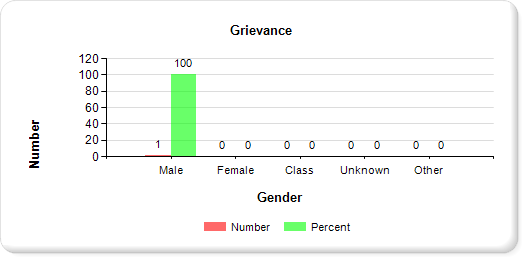 Grievance
Number
120
100
80
60
40
20
0
1 100 0 0 0 0 0 0 0 0
Male Female Class Unknown Other
Gender
Number Percent